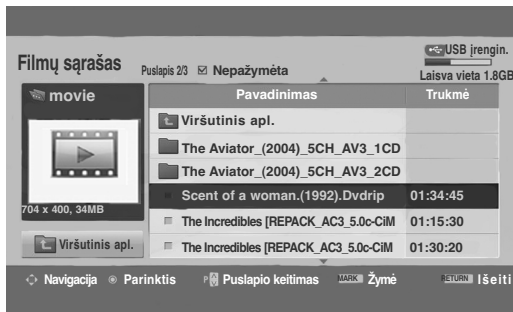 USB įrengin.
Filmų sąrašas
Puslapis 2/3
Nepažymėta
Laisva vieta 1.8GB
movie
Pavadinimas
Trukmė
Viršutinis apl.
The Aviator_(2004)_5CH_AV3_1CD
The Aviator_(2004)_5CH_AV3_2CD
Scent of a woman.(1992).Dvdrip 01:34:45
704 x 400, 34MB
The Incredibles [REPACK_AC3_5.0c-CiM 01:15:30
Viršutinis apl.
The Incredibles [REPACK_AC3_5.0c-CiM 01:30:20
Navigacija
Parinktis
P Puslapio keitimas
MARK Žymė
RETURN Išeiti